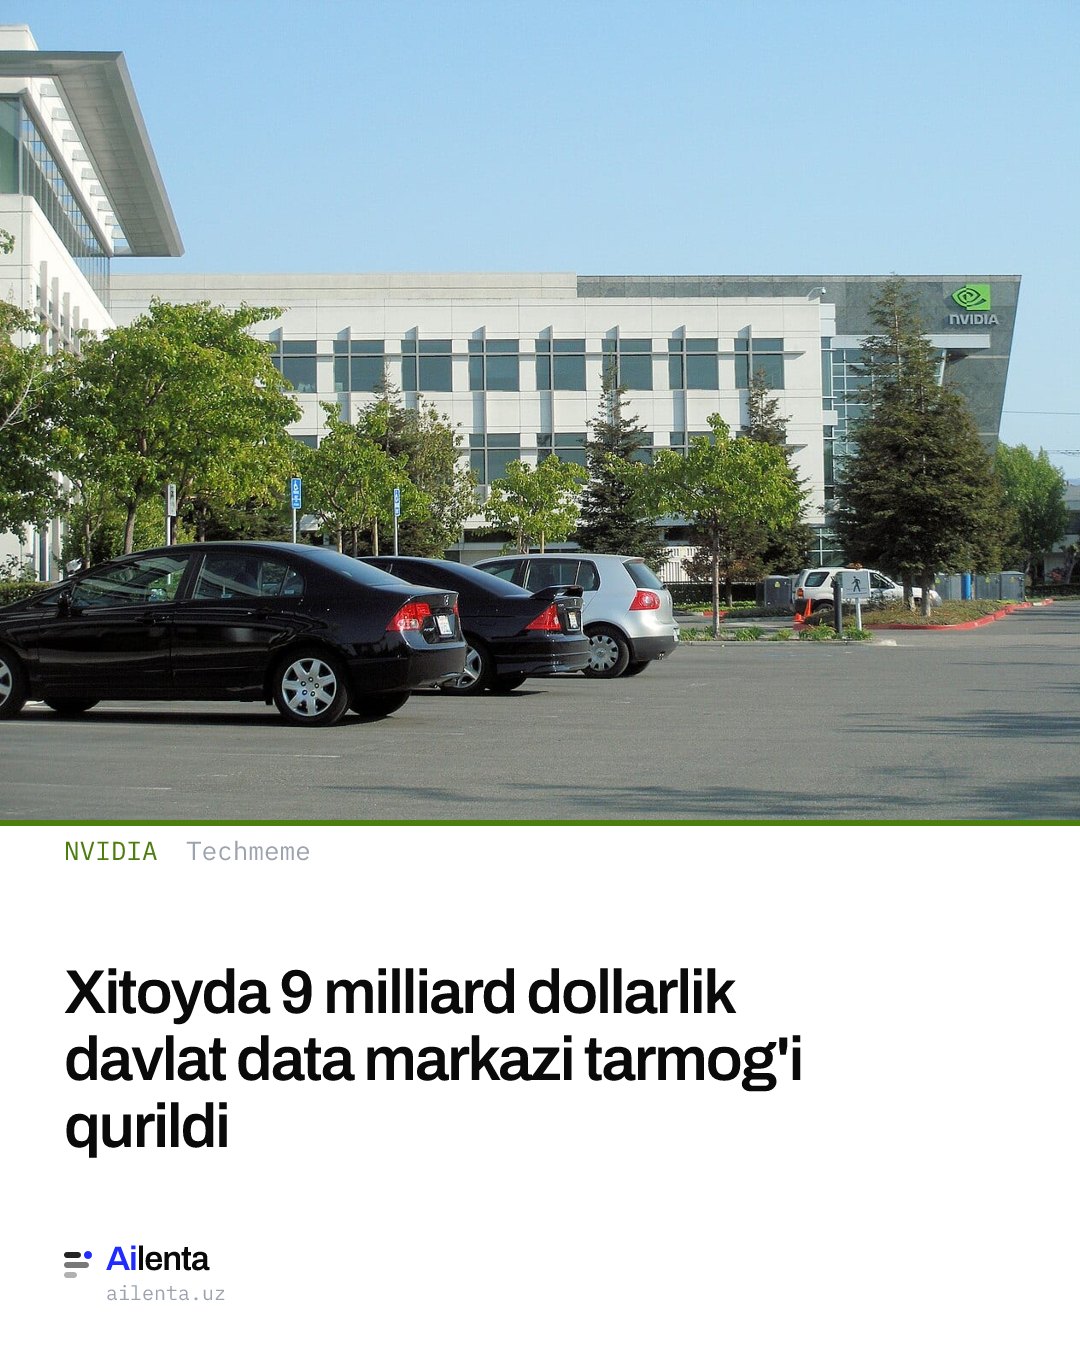 NVIDIA
NVIDIA Techmeme
Xitoyda 9 milliard dollarlik
davlat data markazi tarmog'i
qurildi
Ailenta
ailenta.uz